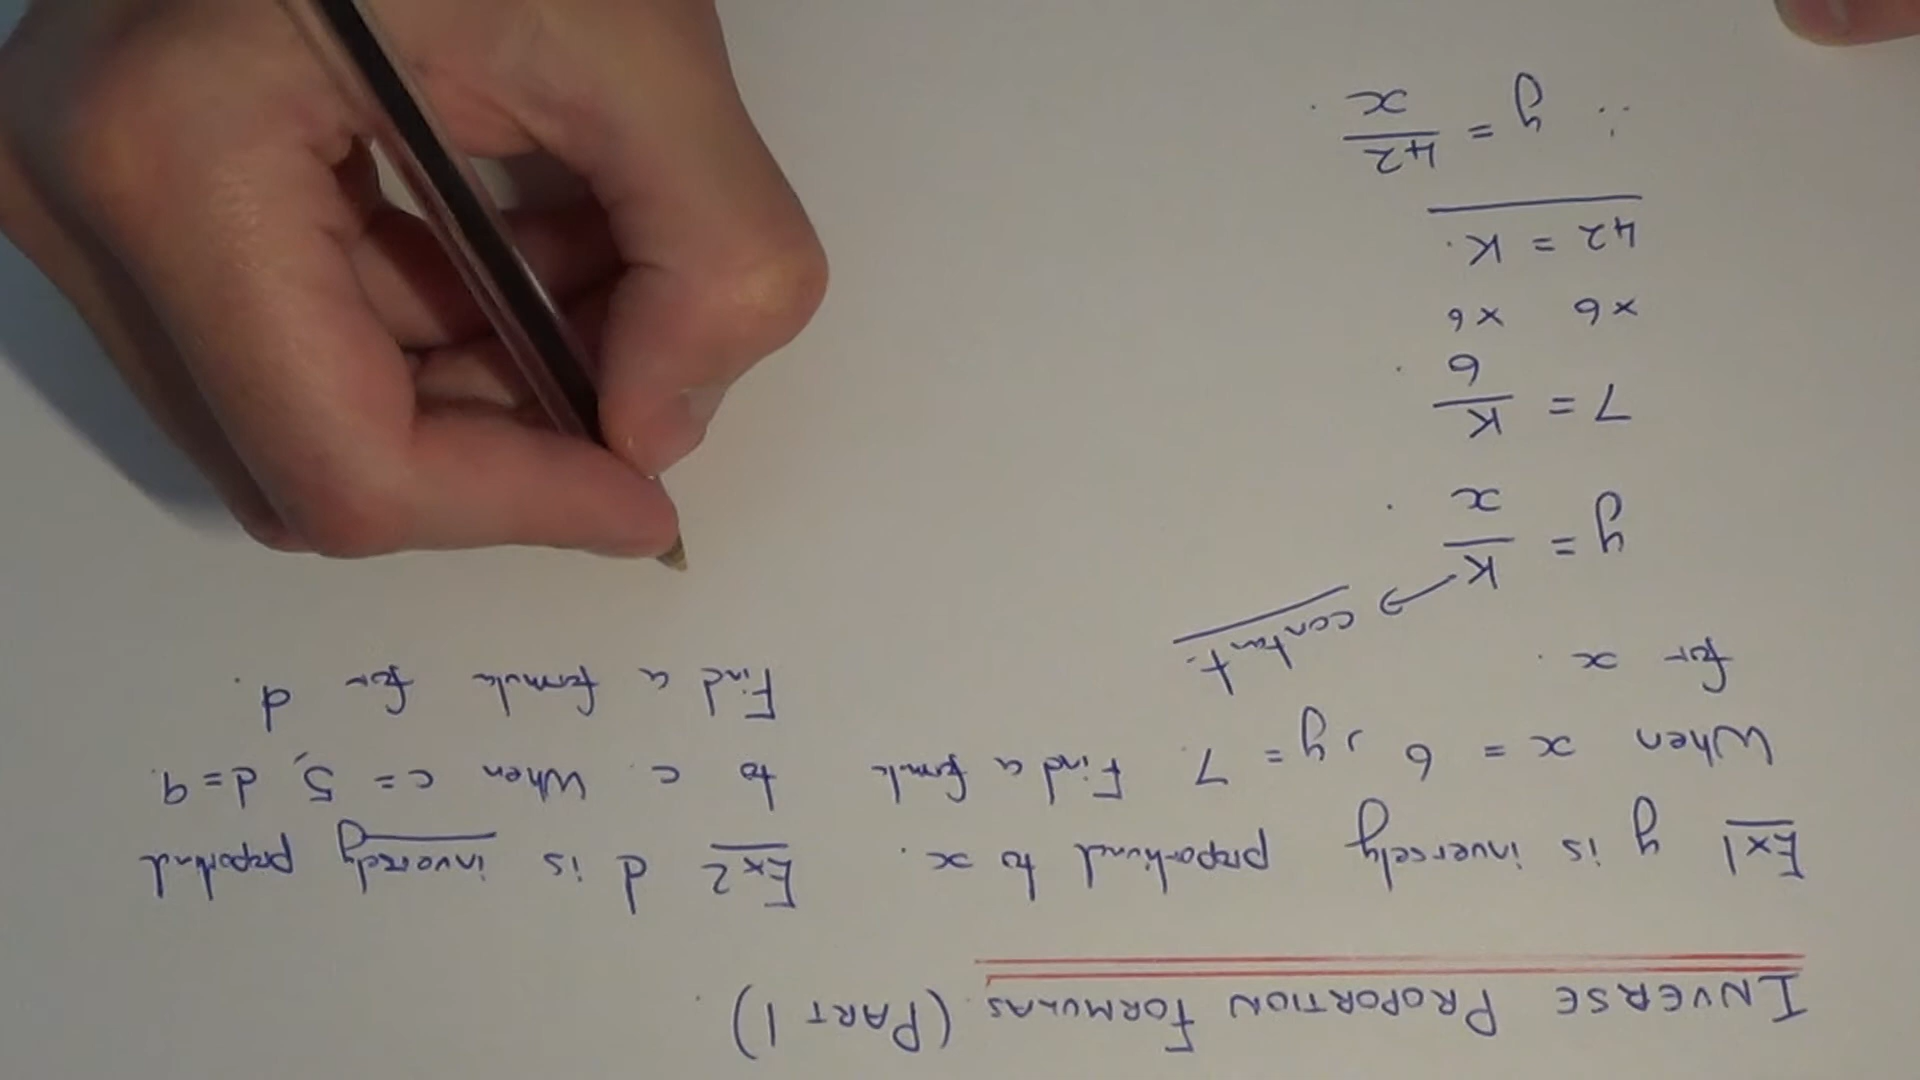 INVERSE PROPORTION FORMULAS (PART 1)
Ex1 y is inversely proportional to x.
When x = 6, y = 7. Find a formula
for x.
y = K/x
contant.
7 = K/6
×6 ×6
42 = K.
∴ y = 42/x.
Ex2 d is inversely proportional
to c. When c = 5, d = 9.
Find a formula for d.